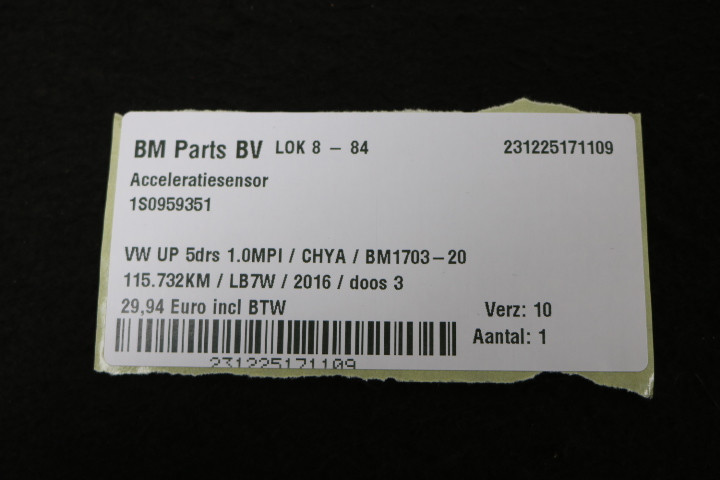 BM Parts BV LOK 8 - 84 231225171109
Acceleratiesensor
1S0959351
VW UP 5drs 1.0MPI / CHYA / BM1703-20
115.732KM / LB7W / 2016 / doos 3
29,94 Euro incl BTW Verz: 10
Aantal: 1
231225171109